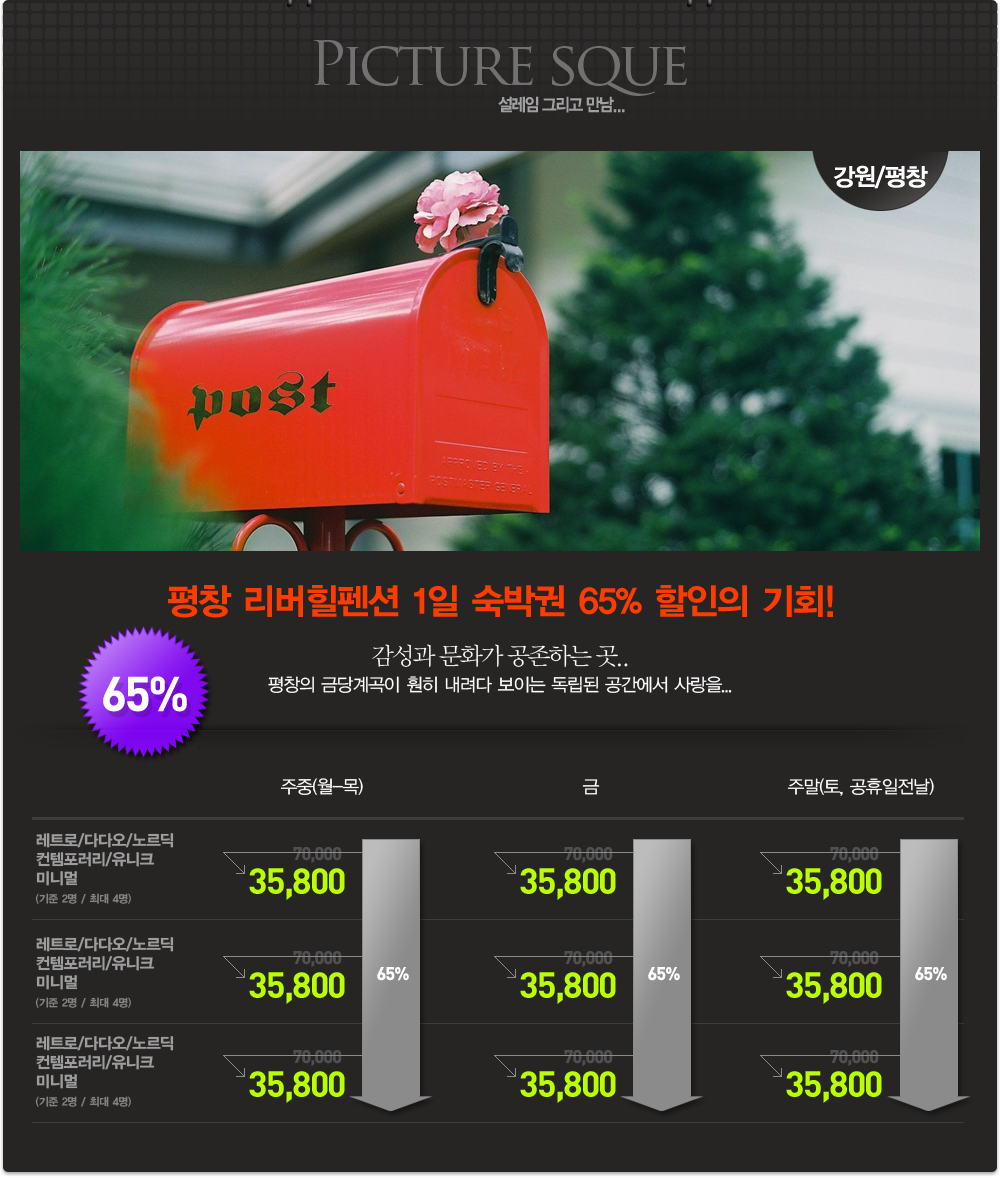 PICTURE SQUE
설레임 그리고 만남...
강원/평창
post
APPROVED BY THE
POSTMASTER GENERAL
평창 리버힐펜션 1일 숙박권 65% 할인의 기회!
65%
감성과 문화가 공존하는 곳..
평창의 금당계곡이 훤히 내려다 보이는 독립된 공간에서 사랑을...
주중(월-목) 금 주말(토, 공휴일전날)
레트로/다다오/노르딕
컨템포러리/유니크
미니멀
(기준 2명 / 최대 4명)
70,000 70,000 70,000
35,800 35,800 35,800
레트로/다다오/노르딕
컨템포러리/유니크
미니멀
(기준 2명 / 최대 4명)
70,000 70,000 70,000
35,800 65% 35,800 65% 35,800 65%
레트로/다다오/노르딕
컨템포러리/유니크
미니멀
(기준 2명 / 최대 4명)
70,000 70,000 70,000
35,800 35,800 35,800